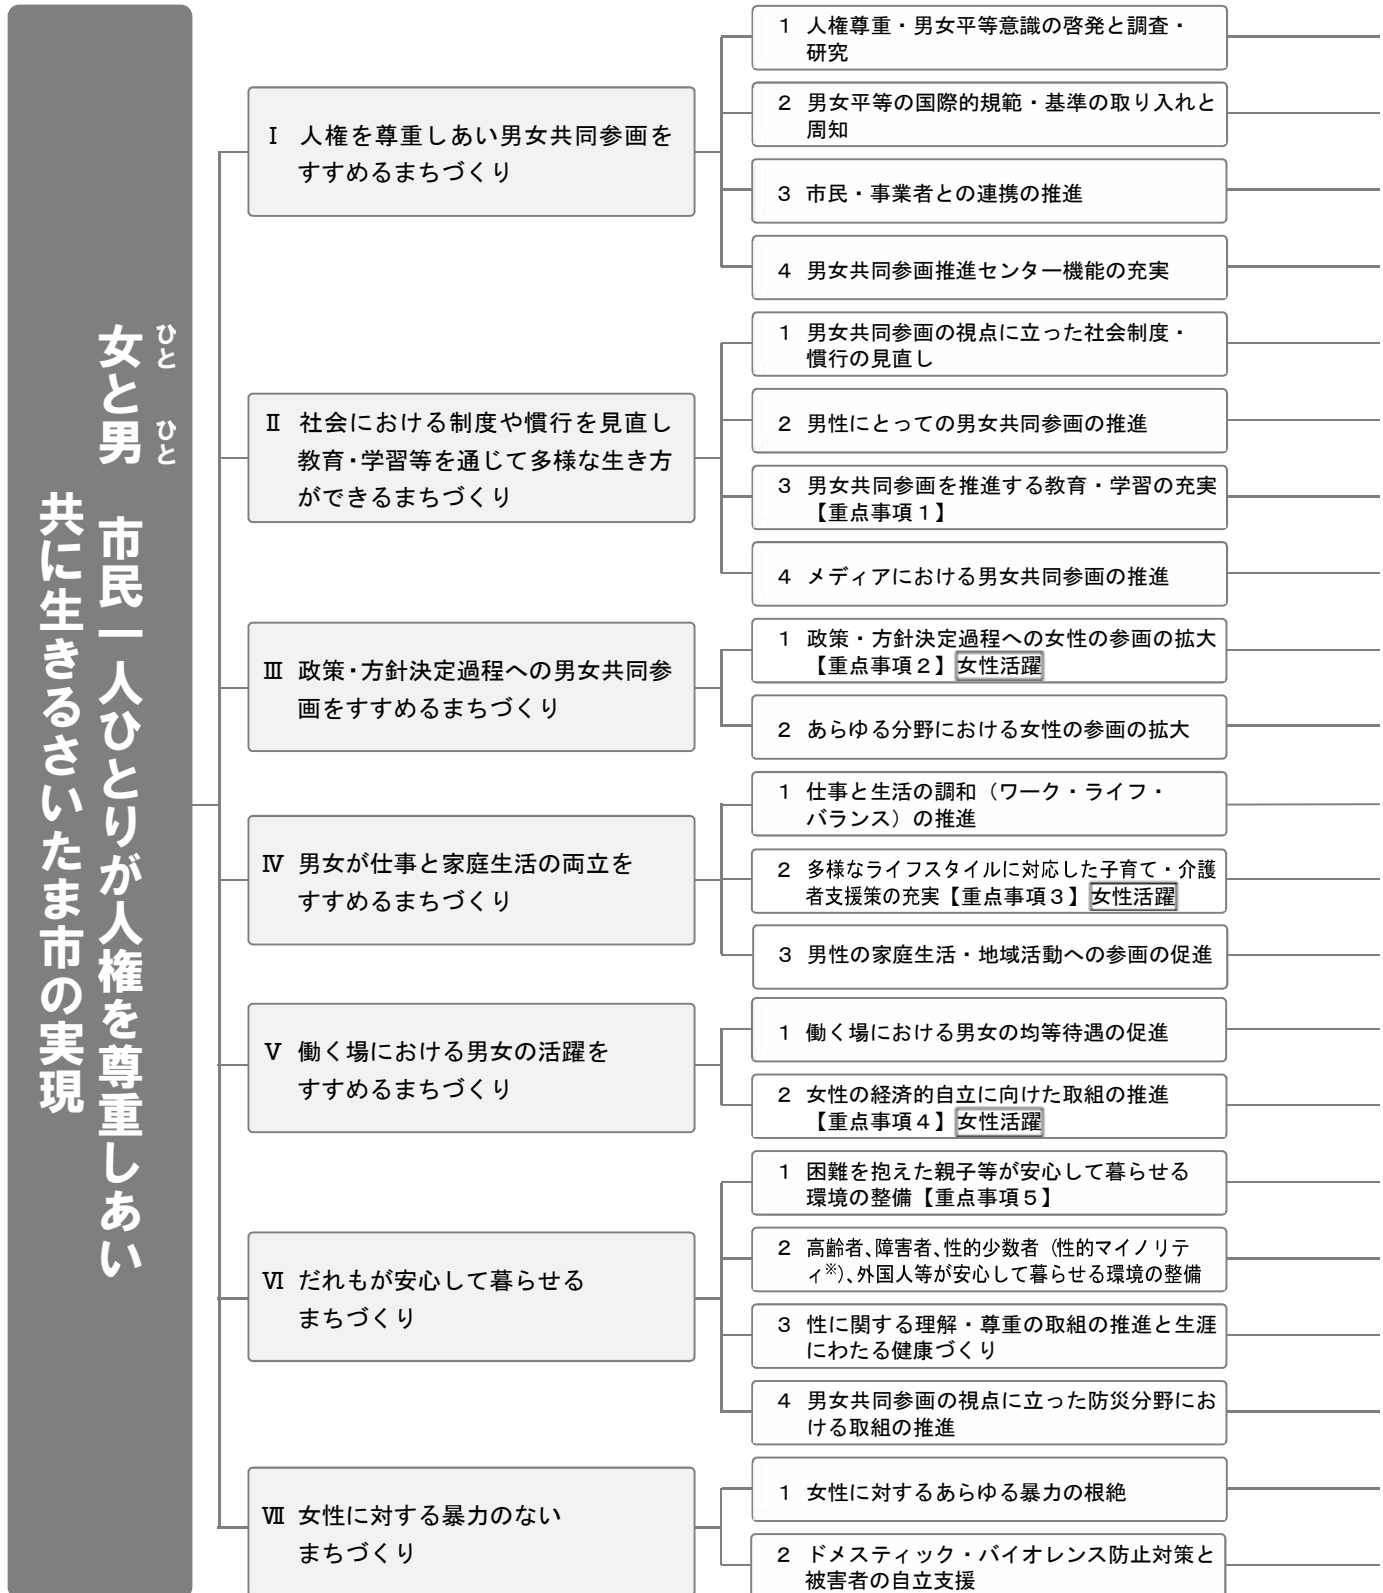 女と男　市民一人ひとりが人権を尊重しあい
ひと　ひと
共に生きるさいたま市の実現
Ⅰ 人権を尊重しあい男女共同参画を
すすめるまちづくり
1 人権尊重・男女平等意識の啓発と調査・
研究
2 男女平等の国際的規範・基準の取り入れと
周知
3 市民・事業者との連携の推進
4 男女共同参画推進センター機能の充実
Ⅱ 社会における制度や慣行を見直し
教育・学習等を通じて多様な生き方
ができるまちづくり
1 男女共同参画の視点に立った社会制度・
慣行の見直し
2 男性にとっての男女共同参画の推進
3 男女共同参画を推進する教育・学習の充実
【重点事項1】
4 メディアにおける男女共同参画の推進
Ⅲ 政策・方針決定過程への男女共同参
画をすすめるまちづくり
1 政策・方針決定過程への女性の参画の拡大
【重点事項2】女性活躍
2 あらゆる分野における女性の参画の拡大
Ⅳ 男女が仕事と家庭生活の両立を
すすめるまちづくり
1 仕事と生活の調和（ワーク・ライフ・
バランス）の推進
2 多様なライフスタイルに対応した子育て・介護
者支援策の充実【重点事項3】女性活躍
3 男性の家庭生活・地域活動への参画の促進
Ⅴ 働く場における男女の活躍を
すすめるまちづくり
1 働く場における男女の均等待遇の促進
2 女性の経済的自立に向けた取組の推進
【重点事項4】女性活躍
Ⅵ だれもが安心して暮らせる
まちづくり
1 困難を抱えた親子等が安心して暮らせる
環境の整備【重点事項5】
2 高齢者、障害者、性的少数者（性的マイノリテ
ィ※）、外国人等が安心して暮らせる環境の整備
3 性に関する理解・尊重の取組の推進と生涯
にわたる健康づくり
4 男女共同参画の視点に立った防災分野にお
ける取組の推進
Ⅶ 女性に対する暴力のない
まちづくり
1 女性に対するあらゆる暴力の根絶
2 ドメスティック・バイオレンス防止対策と
被害者の自立支援